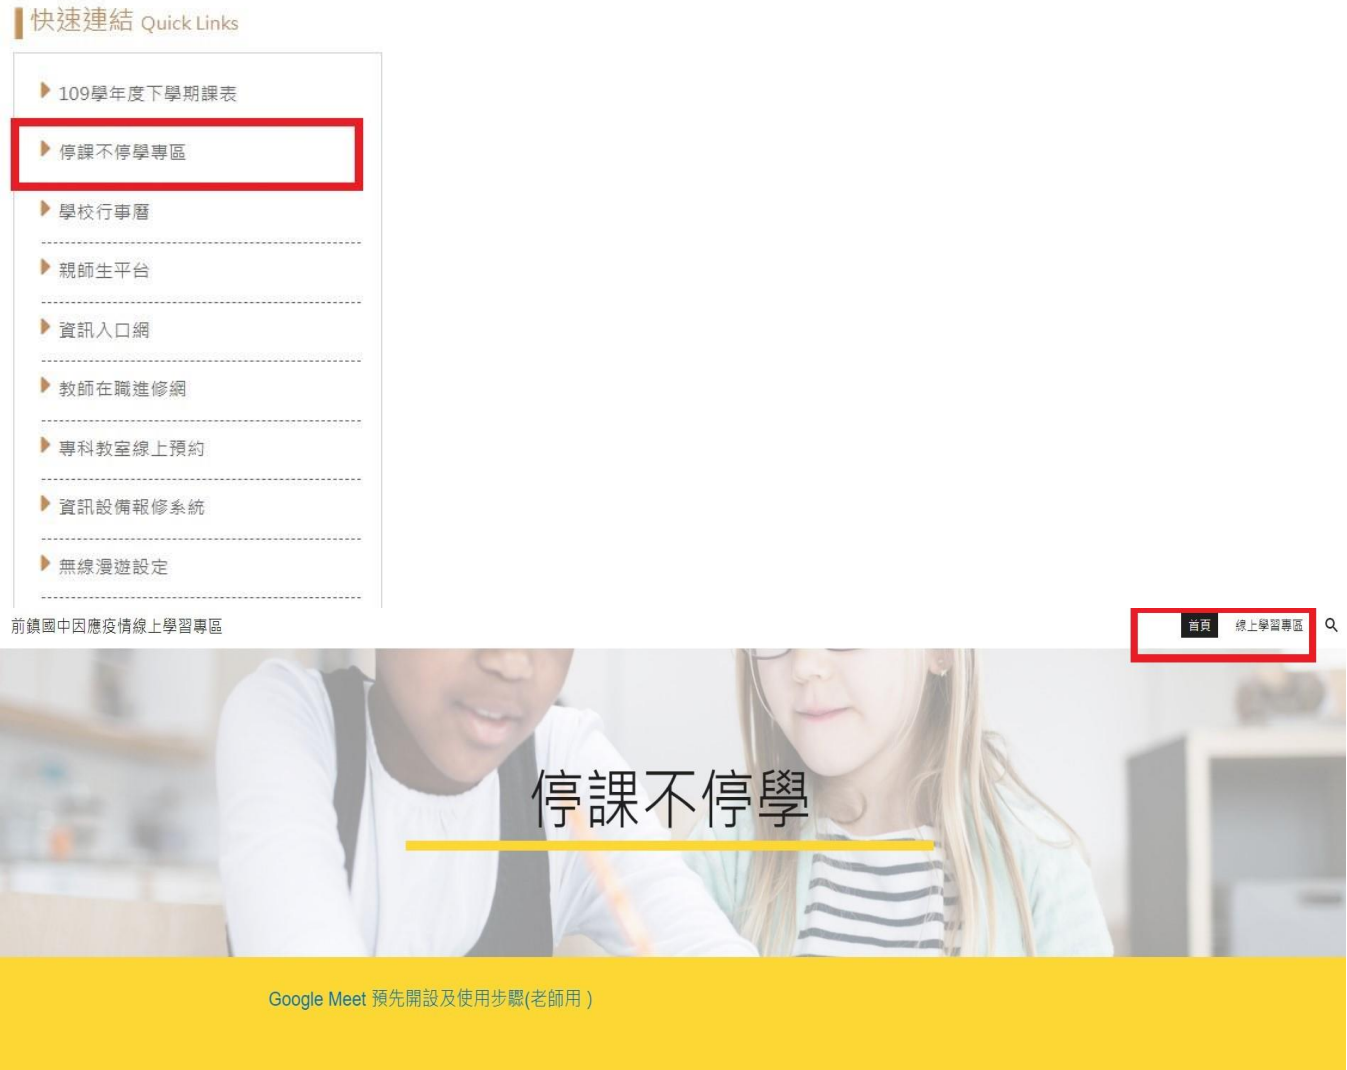 快速連結 Quick Links
109學年度下學期課表
停課不停學專區
學校行事曆
親師生平台
資訊入口網
教師在職進修網
專科教室線上預約
資訊設備報修系統
無線漫遊設定
前鎮國中因應疫情線上學習專區
首頁 線上學習專區
停課不停學
Google Meet 預先開設及使用步驟(老師用 )